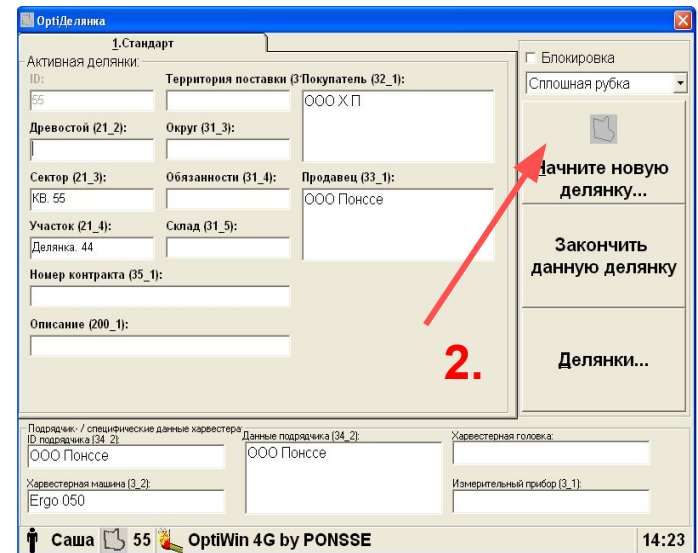 OptiДелянка
1.Стандарт
Активная делянки:
ID:
55
Территория поставки (3
Покупатель (32_1):
ООО Х П
Древостой (21_2):
Округ (31_3):
Сектор (21_3):
КВ. 55
Обязанности (31_4):
Продавец (33_1):
ООО Понссе
Участок (21_4):
Делянка. 44
Склад (31_5):
Номер контракта (35_1):
Описание (200_1):
Блокировка
Сплошная рубка
Начните новую
делянку...
Закончить
данную делянку
Делянки...
2.
Подрядчик- / специфические данные харвестера
ID подрядчика (34_2):
ООО Понссе
Данные подрядчика (34_2):
ООО Понссе
Харвестерная головка:
Харвестерная машина (3_2):
Ergo 050
Измерительный прибор (3_1):
Саша 55 OptiWin 4G by PONSSE 14:23